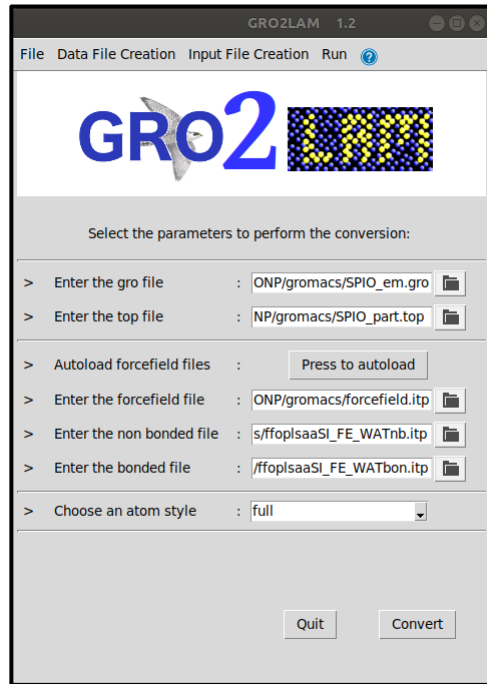 GRO2LAM 1.2
File Data File Creation Input File Creation Run ?
GRO2LAM
Select the parameters to perform the conversion:
> Enter the gro file : ONP/gromacs/SPIO_em.gro
> Enter the top file : NP/gromacs/SPIO_part.top
> Autoload forcefield files : Press to autoload
> Enter the forcefield file : ONP/gromacs/forcefield.itp
> Enter the non bonded file : s/ffoplsaaSI_FE_WATnb.itp
> Enter the bonded file : /ffoplsaaSI_FE_WATbon.itp
> Choose an atom style : full
Quit Convert